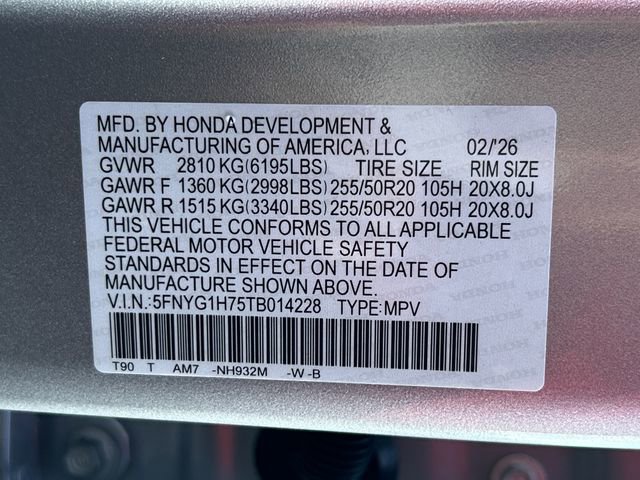 MFD. BY HONDA DEVELOPMENT &
MANUFACTURING OF AMERICA, LLC 02/'26
GVWR 2810 KG(6195LBS) TIRE SIZE RIM SIZE
GAWR F 1360 KG(2998LBS) 255/50R20 105H 20X8.0J
GAWR R 1515 KG(3340LBS) 255/50R20 105H 20X8.0J
THIS VEHICLE CONFORMS TO ALL APPLICABLE
FEDERAL MOTOR VEHICLE SAFETY
STANDARDS IN EFFECT ON THE DATE OF
MANUFACTURE SHOWN ABOVE.
V.I.N.:5FNYG1H75TB014228 TYPE:MPV
T90 T AM7 -NH932M -W -B